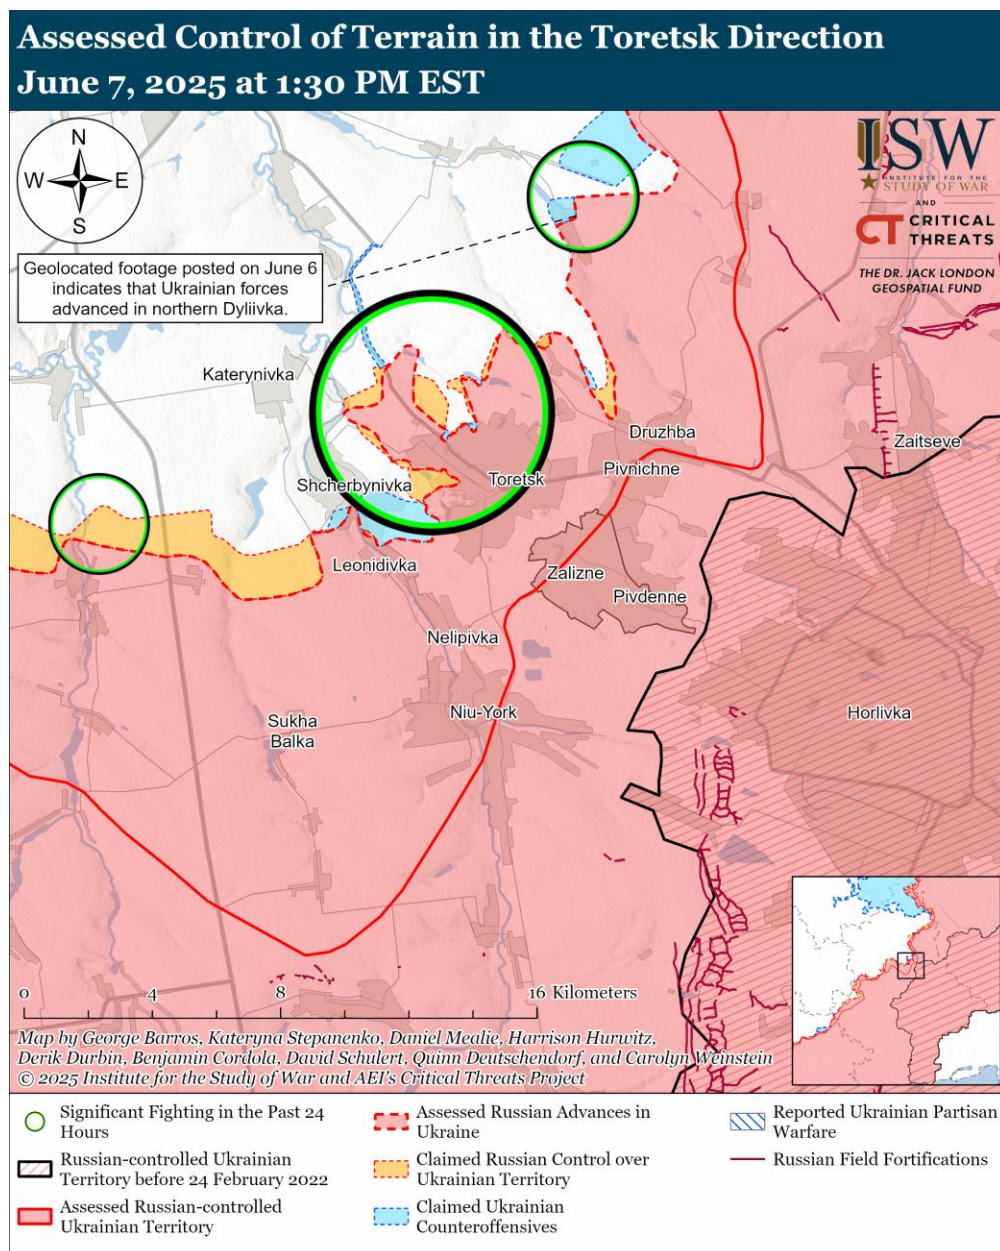 Assessed Control of Terrain in the Toretsk Direction
June 7, 2025 at 1:30 PM EST
N
W
E
S
ISW
INSTITUTE FOR THE
STUDY OF WAR
AND
CT CRITICAL
THREATS
THE DR. JACK LONDON
GEOSPATIAL FUND
Geolocated footage posted on June 6
indicates that Ukrainian forces
advanced in northern Dyliivka.
Katerynivka
Druzhba
Zaitseve
Pivnichne
Toretsk
Shcherbynivka
Leonidivka
Zalizne
Pivdenne
Nelipivka
Niu-York
Horlivka
Sukha
Balka
0
4
8
16 Kilometers
Map by George Barros, Kateryna Stepanenko, Daniel Mealie, Harrison Hurwitz,
Derik Durbin, Benjamin Cordola, David Schulert, Quinn Deutschendorf, and Carolyn Weinstein
© 2025 Institute for the Study of War and AEI's Critical Threats Project
Significant Fighting in the Past 24
Hours
Russian-controlled Ukrainian
Territory before 24 February 2022
Assessed Russian-controlled
Ukrainian Territory
Assessed Russian Advances in
Ukraine
Claimed Russian Control over
Ukrainian Territory
Claimed Ukrainian
Counteroffensives
Reported Ukrainian Partisan
Warfare
Russian Field Fortifications